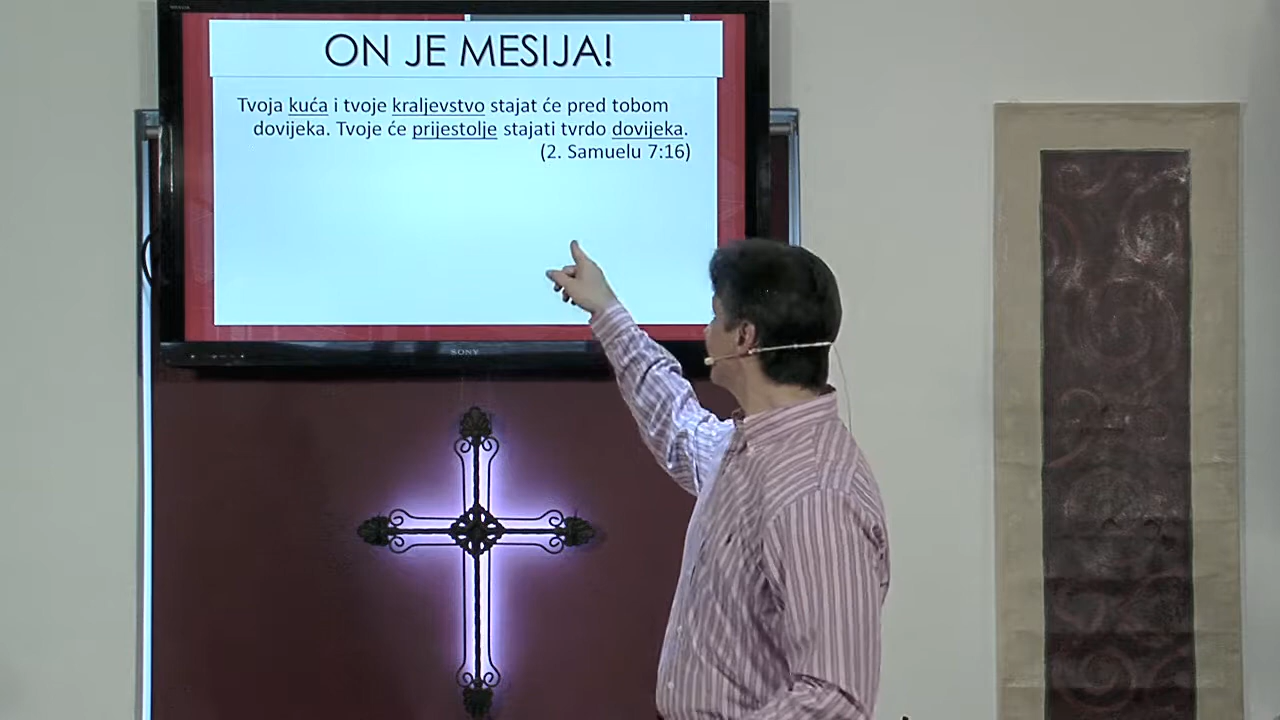 ON JE MESIJA!
Tvoja kuća i tvoje kraljevstvo stajat će pred tobom
dovijeka. Tvoje će prijestolje stajati tvrdo dovijeka.
(2. Samuelu 7:16)
SONY